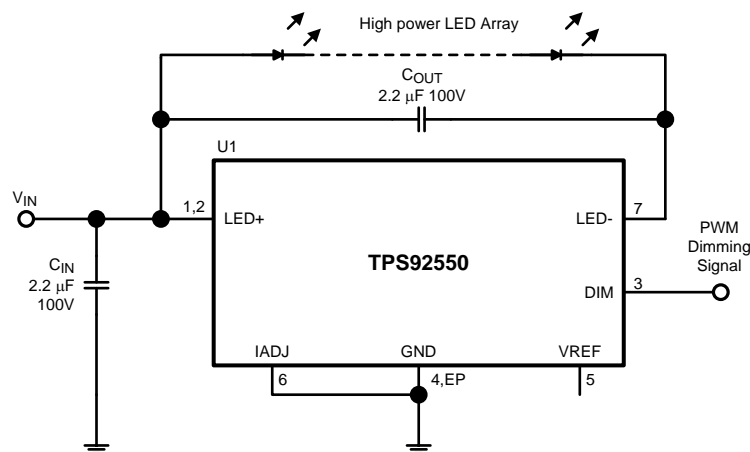 High power LED Array
COUT
2.2 μF 100V
U1
VIN
1,2
LED+
LED-
7
CIN
2.2 μF
100V
TPS92550
PWM
Dimming
Signal
DIM
3
IADJ
GND
VREF
6
4,EP
5